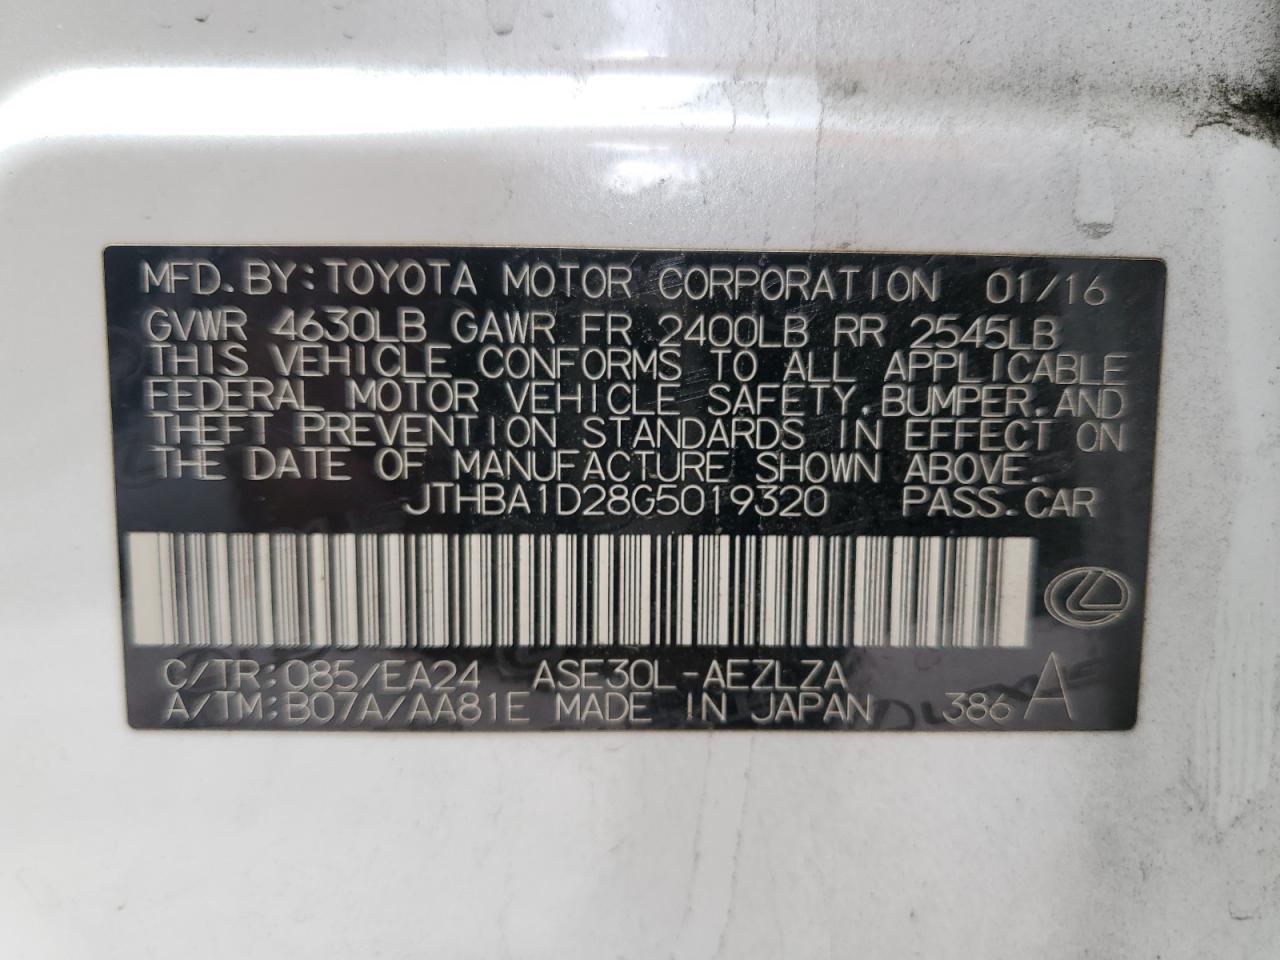 MFD.BY:TOYOTA MOTOR CORPORATION 01/16
GVWR 4630LB GAWR FR 2400LB RR 2545LB
THIS VEHICLE CONFORMS TO ALL APPLICABLE
FEDERAL MOTOR VEHICLE SAFETY,BUMPER,AND
THEFT PREVENTION STANDARDS IN EFFECT ON
THE DATE OF MANUFACTURE SHOWN ABOVE.
JTHBA1D28G5019320 PASS.CAR
C/TR:085/EA24 ASE30L-AEZLZA
A/TM:B07A/AA81E MADE IN JAPAN 386 A